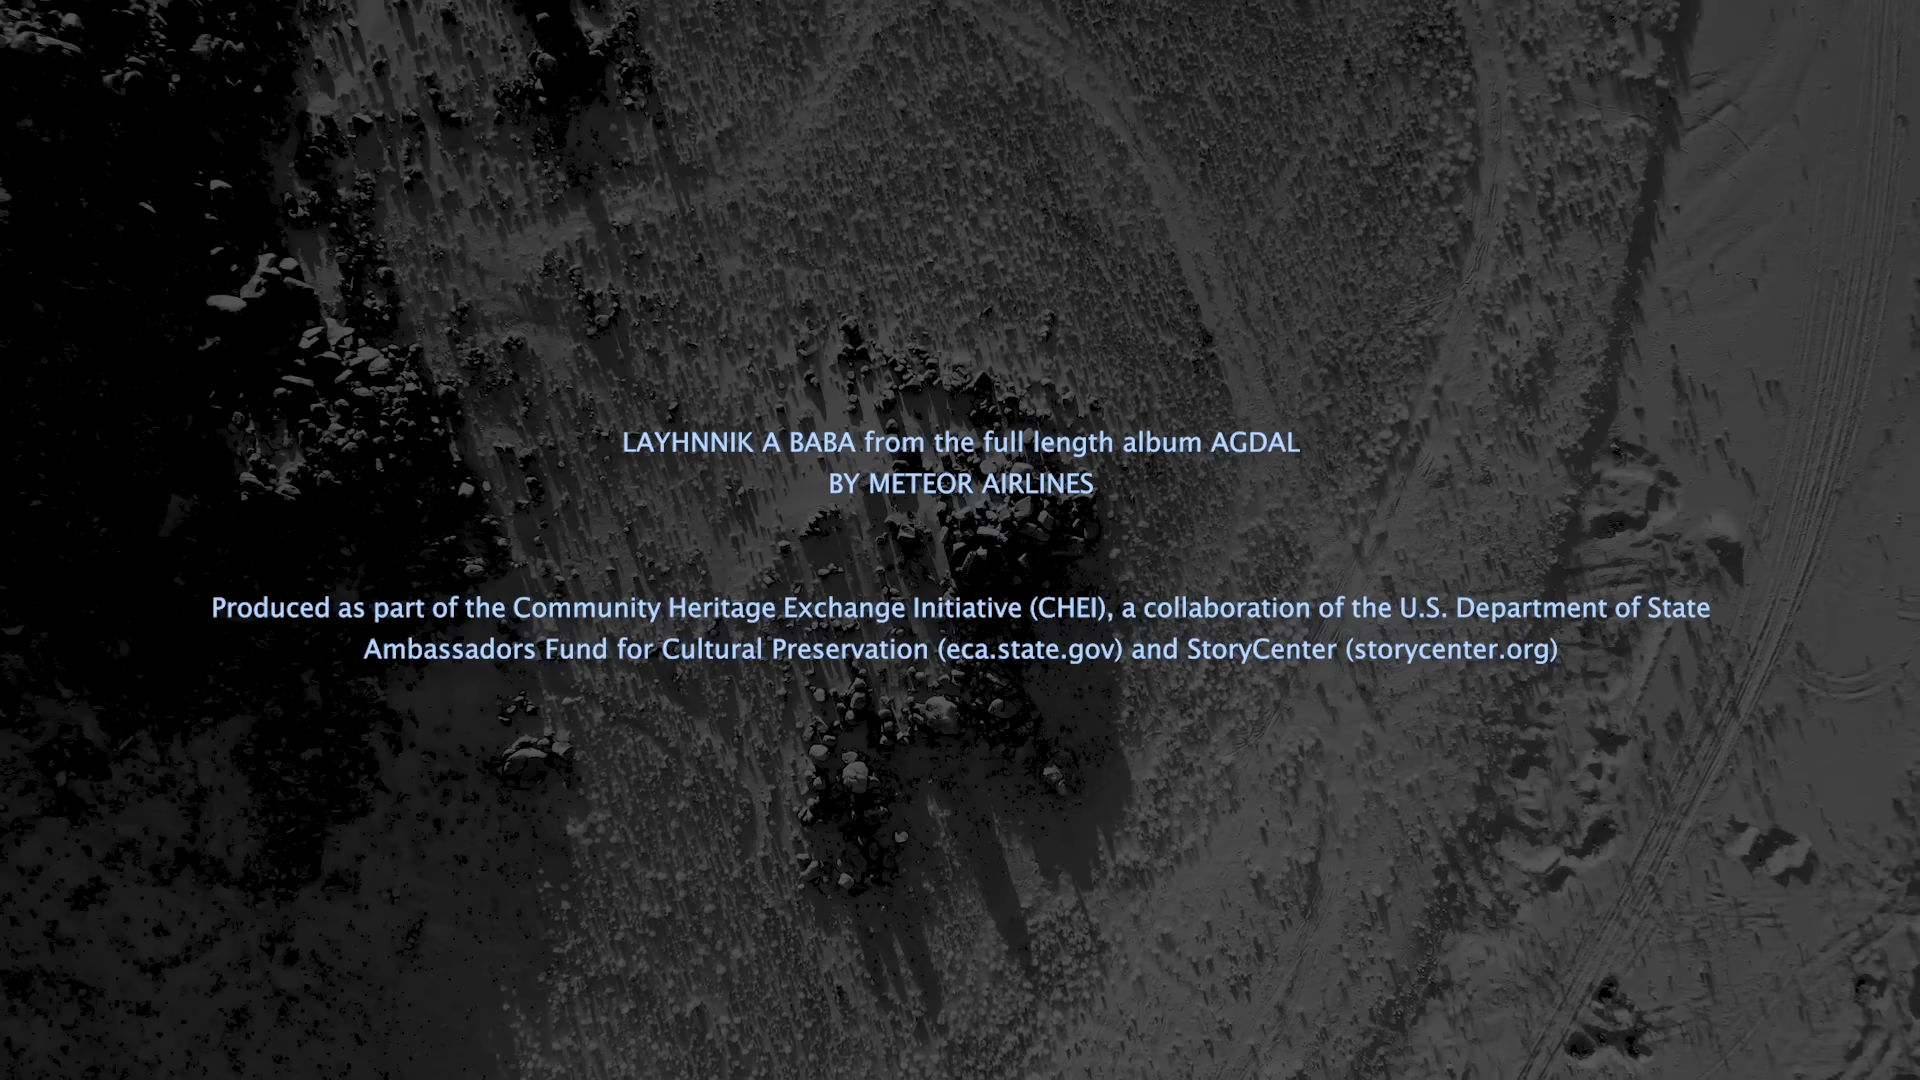 LAYHNNIK A BABA from the full length album AGDAL
BY METEOR AIRLINES
Produced as part of the Community Heritage Exchange Initiative (CHEI), a collaboration of the U.S. Department of State
Ambassadors Fund for Cultural Preservation (eca.state.gov) and StoryCenter (storycenter.org)